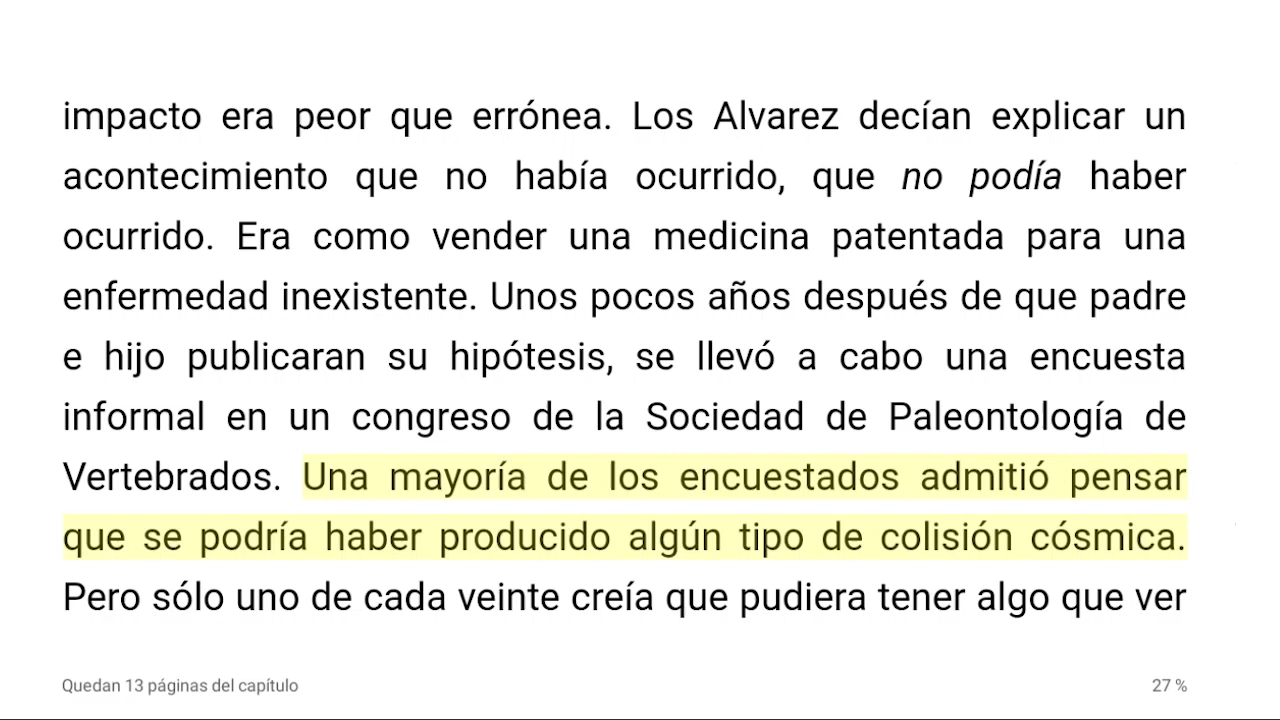 impacto era peor que errónea. Los Alvarez decían explicar un
acontecimiento que no había ocurrido, que no podía haber
ocurrido. Era como vender una medicina patentada para una
enfermedad inexistente. Unos pocos años después de que padre
e hijo publicaran su hipótesis, se llevó a cabo una encuesta
informal en un congreso de la Sociedad de Paleontología de
Vertebrados. Una mayoría de los encuestados admitió pensar
que se podría haber producido algún tipo de colisión cósmica.
Pero sólo uno de cada veinte creía que pudiera tener algo que ver
Quedan 13 páginas del capítulo
27 %